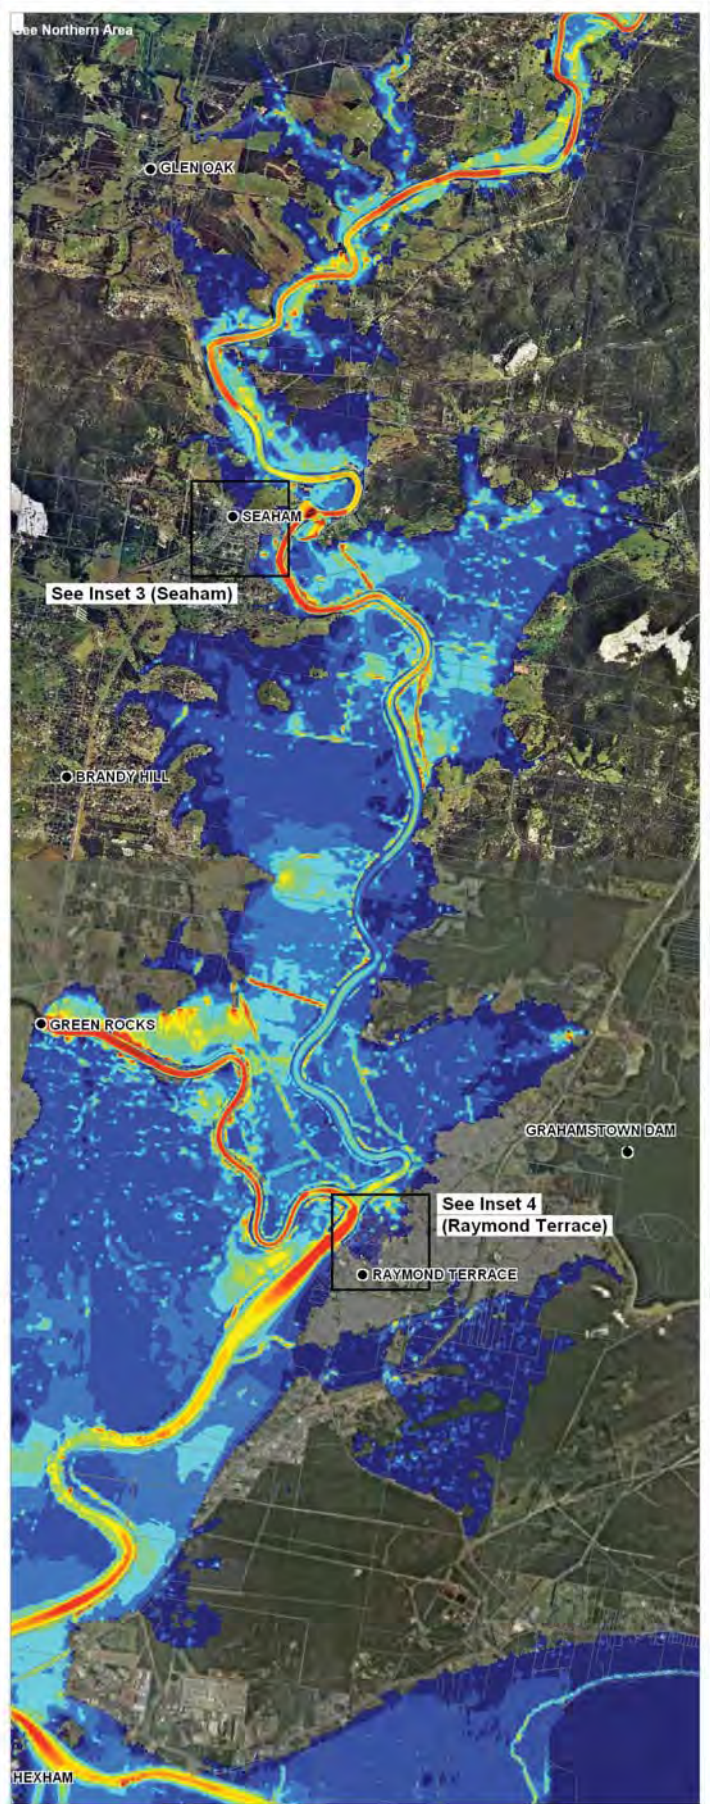 See Northern Area
GLEN OAK
SEAHAM
See Inset 3 (Seaham)
BRANDY HILL
GREEN ROCKS
GRAHAMSTOWN DAM
See Inset 4
(Raymond Terrace)
RAYMOND TERRACE
HEXHAM